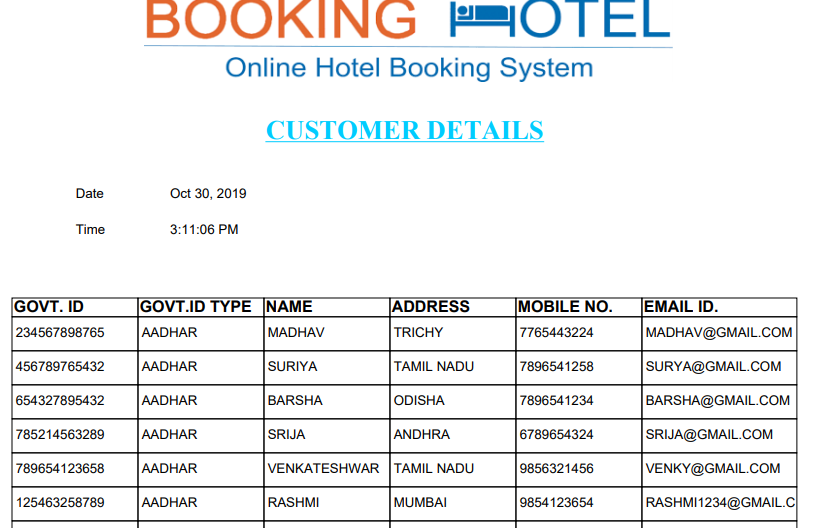 BOOKING HOTEL
Online Hotel Booking System
CUSTOMER DETAILS
Date Oct 30, 2019
Time 3:11:06 PM
GOVT. ID GOVT.ID TYPE NAME ADDRESS MOBILE NO. EMAIL ID.
234567898765 AADHAR MADHAV TRICHY 7765443224 MADHAV@GMAIL.COM
456789765432 AADHAR SURIYA TAMIL NADU 7896541258 SURYA@GMAIL.COM
654327895432 AADHAR BARSHA ODISHA 7896541234 BARSHA@GMAIL.COM
785214563289 AADHAR SRIJA ANDHRA 6789654324 SRIJA@GMAIL.COM
789654123658 AADHAR VENKATESHWAR TAMIL NADU 9856321456 VENKY@GMAIL.COM
125463258789 AADHAR RASHMI MUMBAI 9854123654 RASHMI1234@GMAIL.C